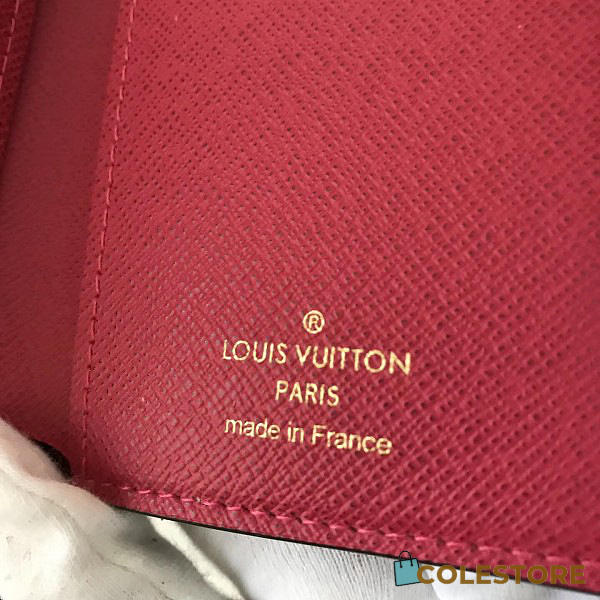 ®
LOUIS VUITTON
PARIS
made in France
COLESTORE